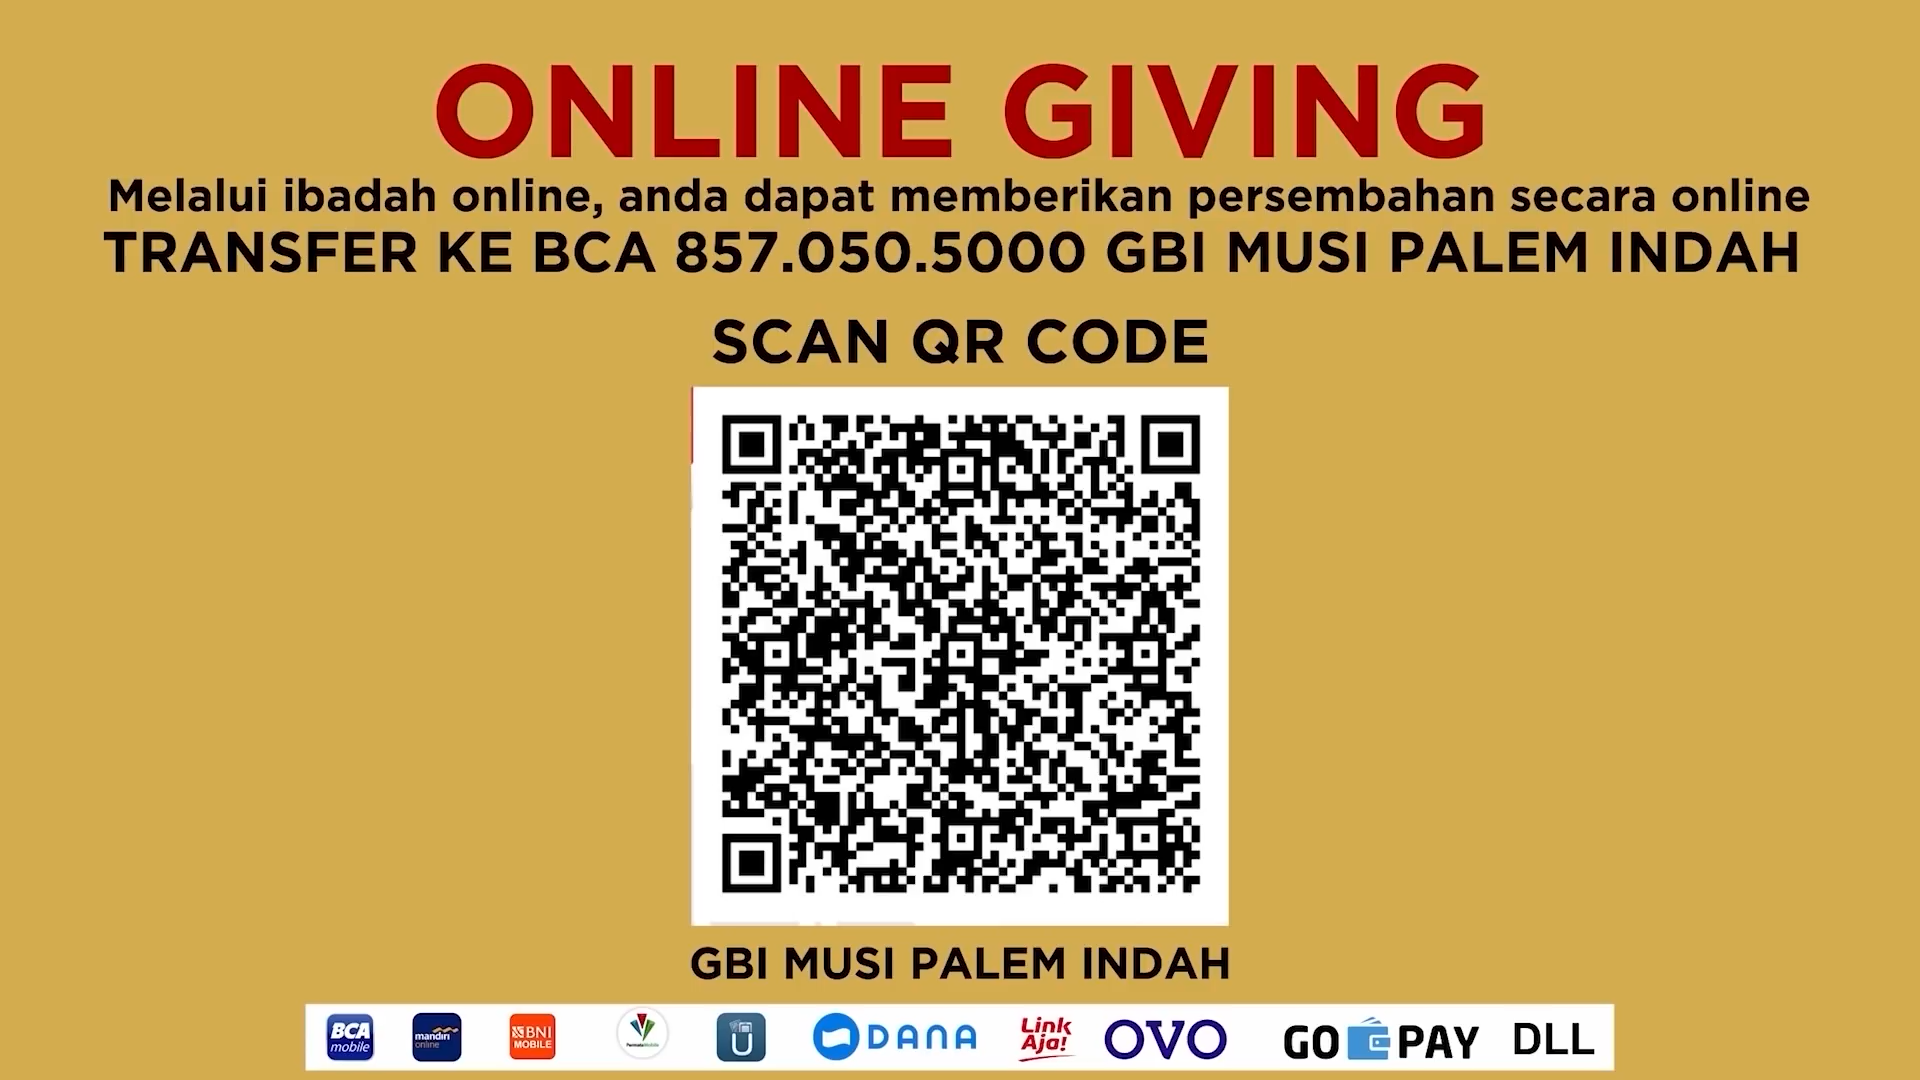 ONLINE GIVING
Melalui ibadah online, anda dapat memberikan persembahan secara online
TRANSFER KE BCA 857.050.5000 GBI MUSI PALEM INDAH
SCAN QR CODE
GBI MUSI PALEM INDAH
BCA mobile
mandiri online
BNI MOBILE
PermataMobile
DANA
Link Aja!
OVO
GO PAY
DLL